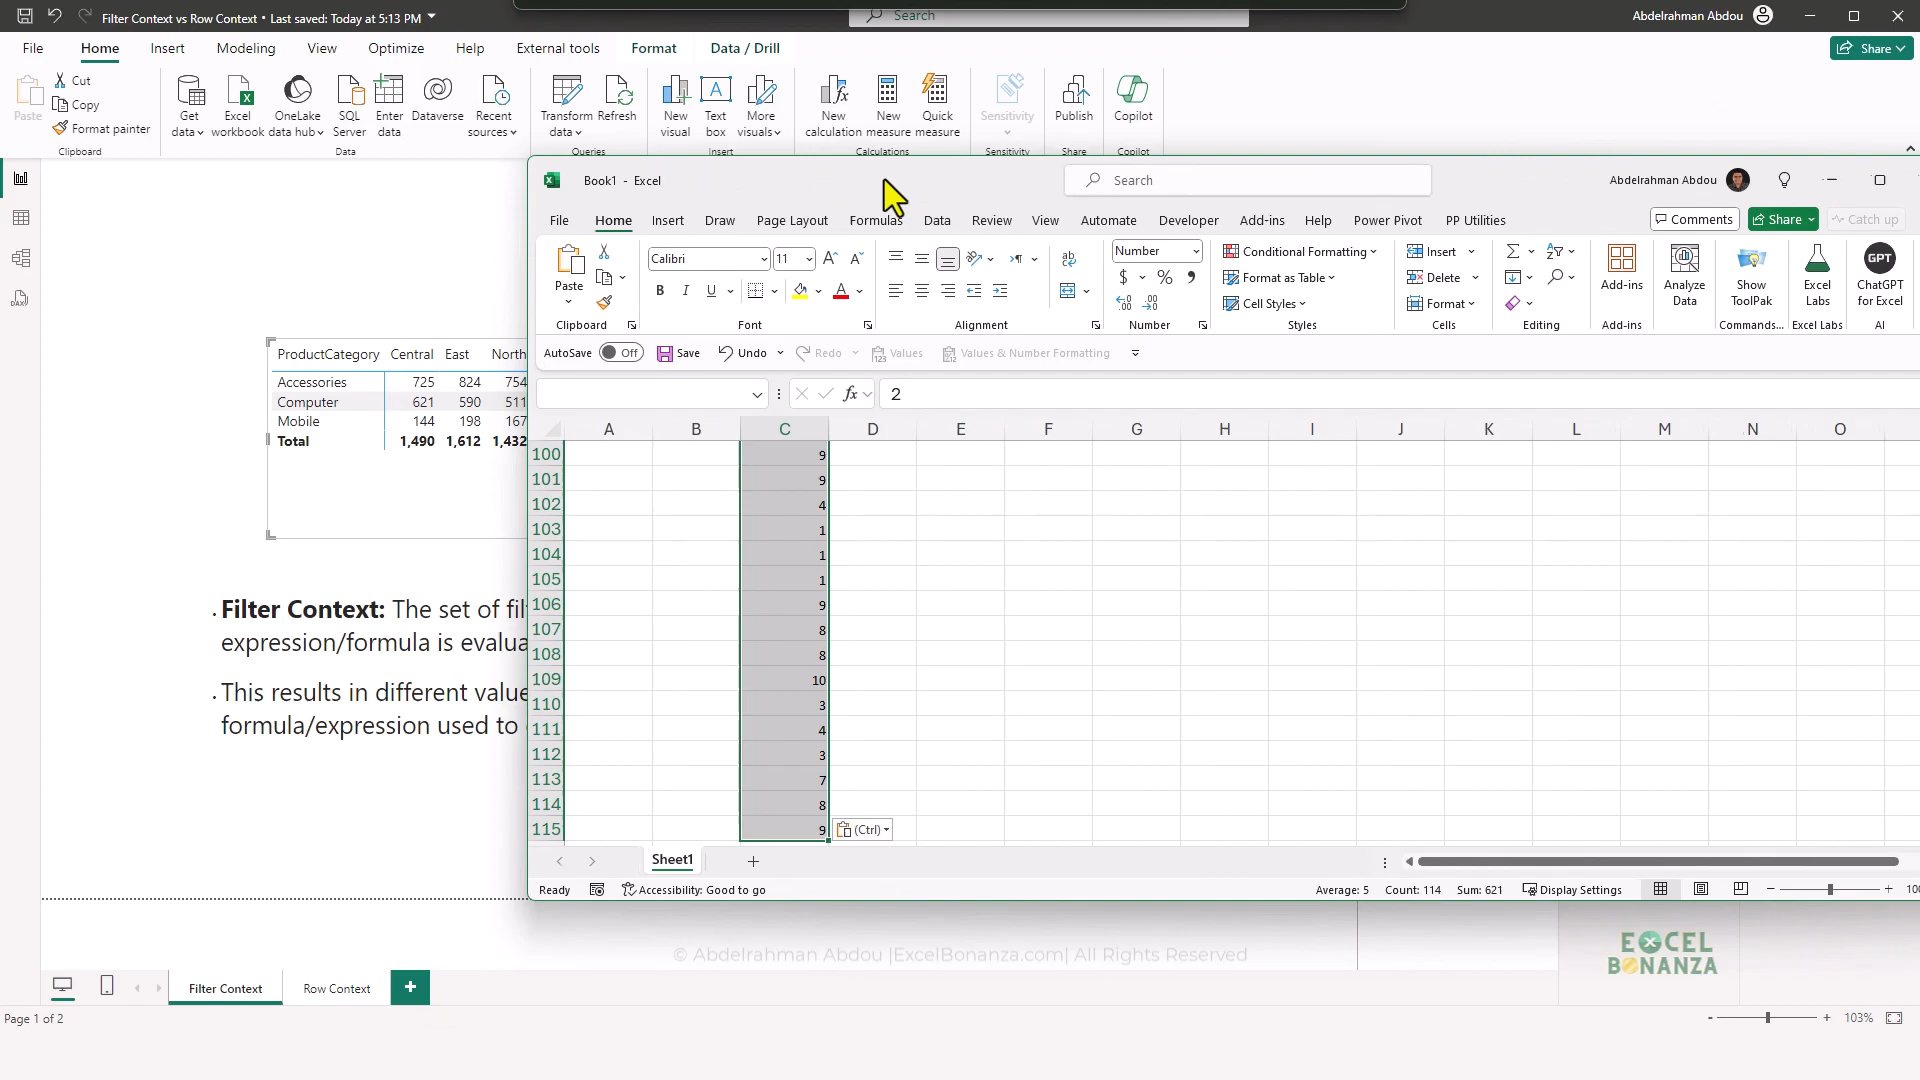 Filter Context vs Row Context • Last saved: Today at 5:13 PM
Search
Abdelrahman Abdou
File Home Insert Modeling View Optimize Help External tools Format Data / Drill
Share
Paste
Cut
Copy
Format painter
Clipboard
Get data
Excel workbook
OneLake data hub
SQL Server
Enter data
Dataverse
Recent sources
Data
Transform data
Refresh
Queries
New visual
Text box
More visuals
Insert
New calculation
New measure
Quick measure
Calculations
Sensitivity
Sensitivity
Publish
Share
Copilot
Copilot
Book1 - Excel
Search
Abdelrahman Abdou
File Home Insert Draw Page Layout Formulas Data Review View Automate Developer Add-ins Help Power Pivot PP Utilities
Comments
Share
Catch up
Paste
Clipboard
Calibri 11
B I U
Font
Alignment
Number
Number
Conditional Formatting
Format as Table
Cell Styles
Styles
Insert
Delete
Format
Cells
Editing
Add-ins
Add-ins
Analyze Data
Show ToolPak
Commands...
Excel Labs
Excel Labs
ChatGPT for Excel
AI
AutoSave Off Save Undo Redo Values Values & Number Formatting
fx 2
A B C D E F G H I J K L M N O
100 9
101 9
102 4
103 1
104 1
105 1
106 9
107 8
108 8
109 10
110 3
111 4
112 3
113 7
114 8
115 9
(Ctrl)
Sheet1
Ready Accessibility: Good to go Average: 5 Count: 114 Sum: 621 Display Settings
ProductCategory Central East North
Accessories 725 824 754
Computer 621 590 511
Mobile 144 198 167
Total 1,490 1,612 1,432
Filter Context: The set of
expression/formula is
This results in different
formula/expression used to
© Abdelrahman Abdou |ExcelBonanza.com| All Rights Reserved
EXCEL
BONANZA
Filter Context
Row Context
Page 1 of 2
103%